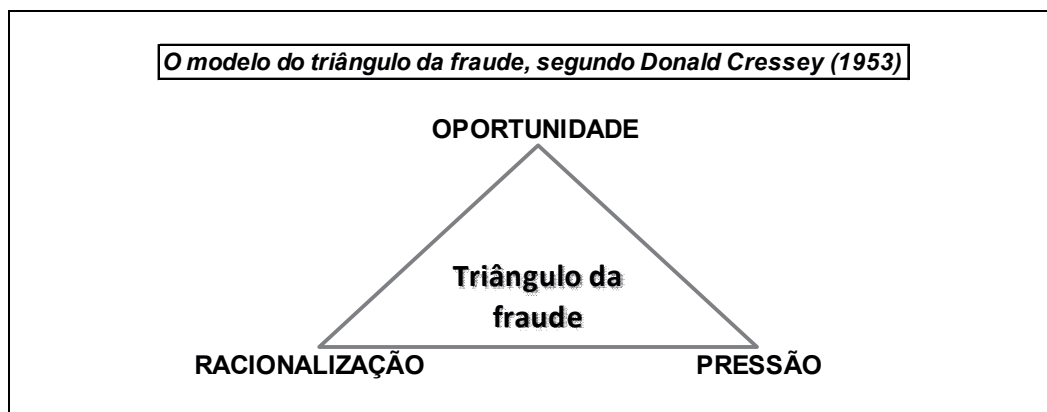 O modelo do triângulo da fraude, segundo Donald Cressey (1953)
OPORTUNIDADE
Triângulo da
fraude
RACIONALIZAÇÃO
PRESSÃO